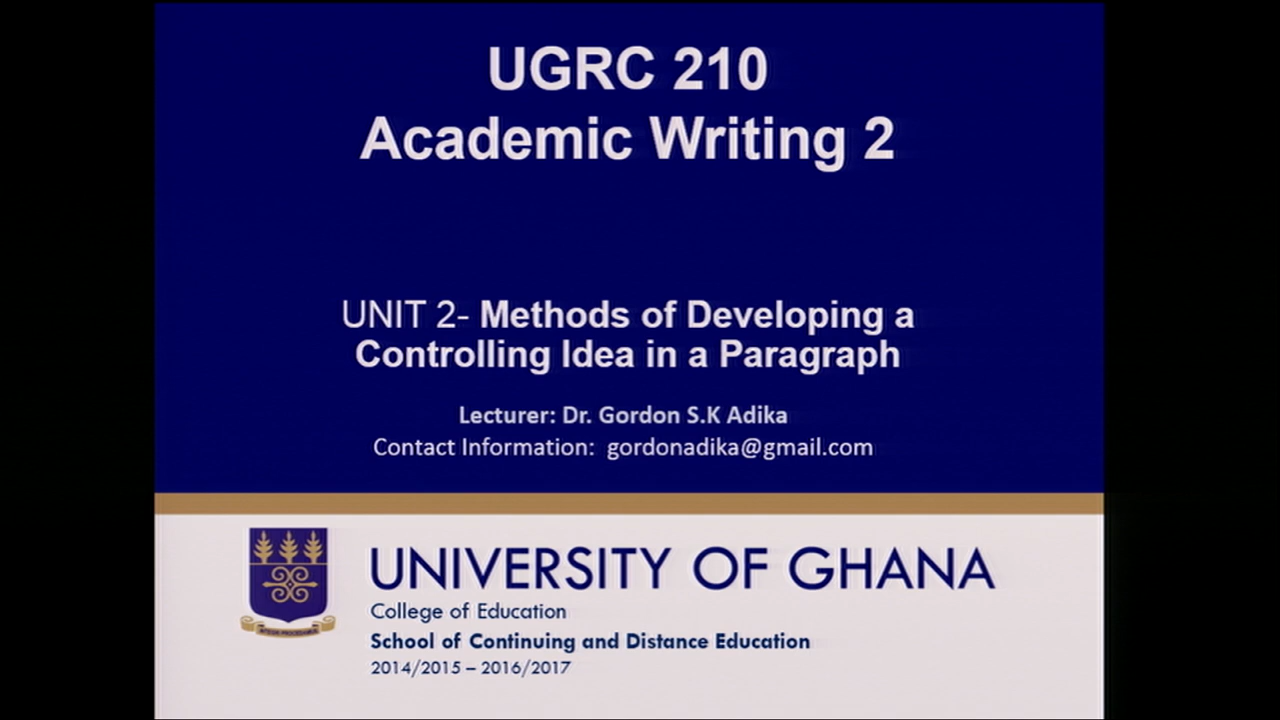 UGRC 210
Academic Writing 2
UNIT 2- Methods of Developing a
Controlling Idea in a Paragraph
Lecturer: Dr. Gordon S.K Adika
Contact Information: gordonadika@gmail.com
UNIVERSITY OF GHANA
College of Education
School of Continuing and Distance Education
2014/2015 – 2016/2017